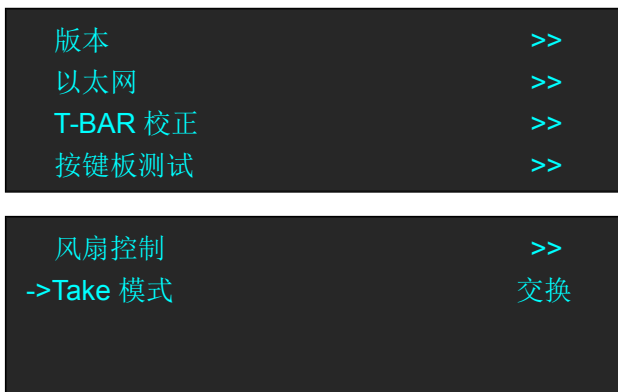 版本 >>
以太网 >>
T-BAR 校正 >>
按键板测试 >>
风扇控制 >>
->Take 模式 交换